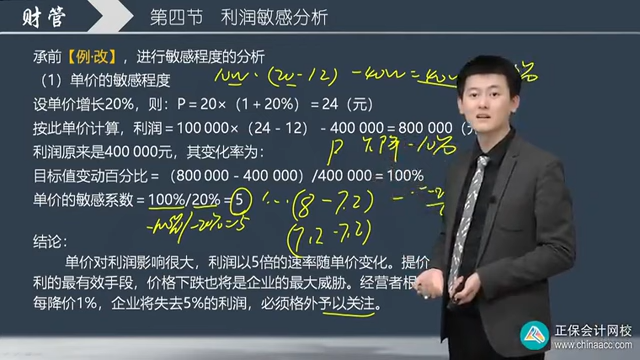 财管 第四节 利润敏感分析
承前【例·改】，进行敏感程度的分析
（1）单价的敏感程度
10W·(20-12) -40W=40W
设单价增长20%，则：P＝20×（1＋20%）＝24（元）
按此单价计算，利润＝100 000×（24－12）－400 000＝800 000（
利润原来是400 000元，其变化率为：
目标值变动百分比＝（800 000－400 000）/400 000＝100%
单价的敏感系数＝100%/20%＝5
(8-7.2)
(7.2-7.2)
结论：
单价对利润影响很大，利润以5倍的速率随单价变化。提价
利的最有效手段，价格下跌也将是企业的最大威胁。经营者根
每降价1%，企业将失去5%的利润，必须格外予以关注。
正保会计网校
www.chinaacc.com